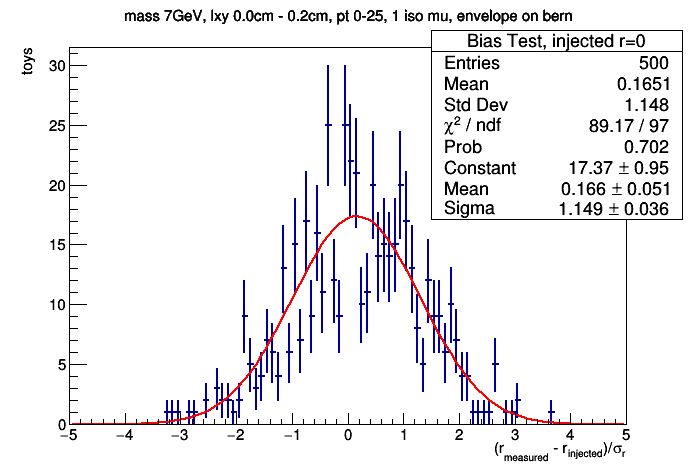 mass 7GeV, lxy 0.0cm - 0.2cm, pt 0-25, 1 iso mu, envelope on bern
Bias Test, injected r=0
Entries 500
Mean 0.1651
Std Dev 1.148
χ² / ndf 89.17 / 97
Prob 0.702
Constant 17.37 ± 0.95
Mean 0.166 ± 0.051
Sigma 1.149 ± 0.036
toys
30
25
20
15
10
5
0
−5 −4 −3 −2 −1 0 1 2 3 4 5
(r_measured - r_injected)/σ_r